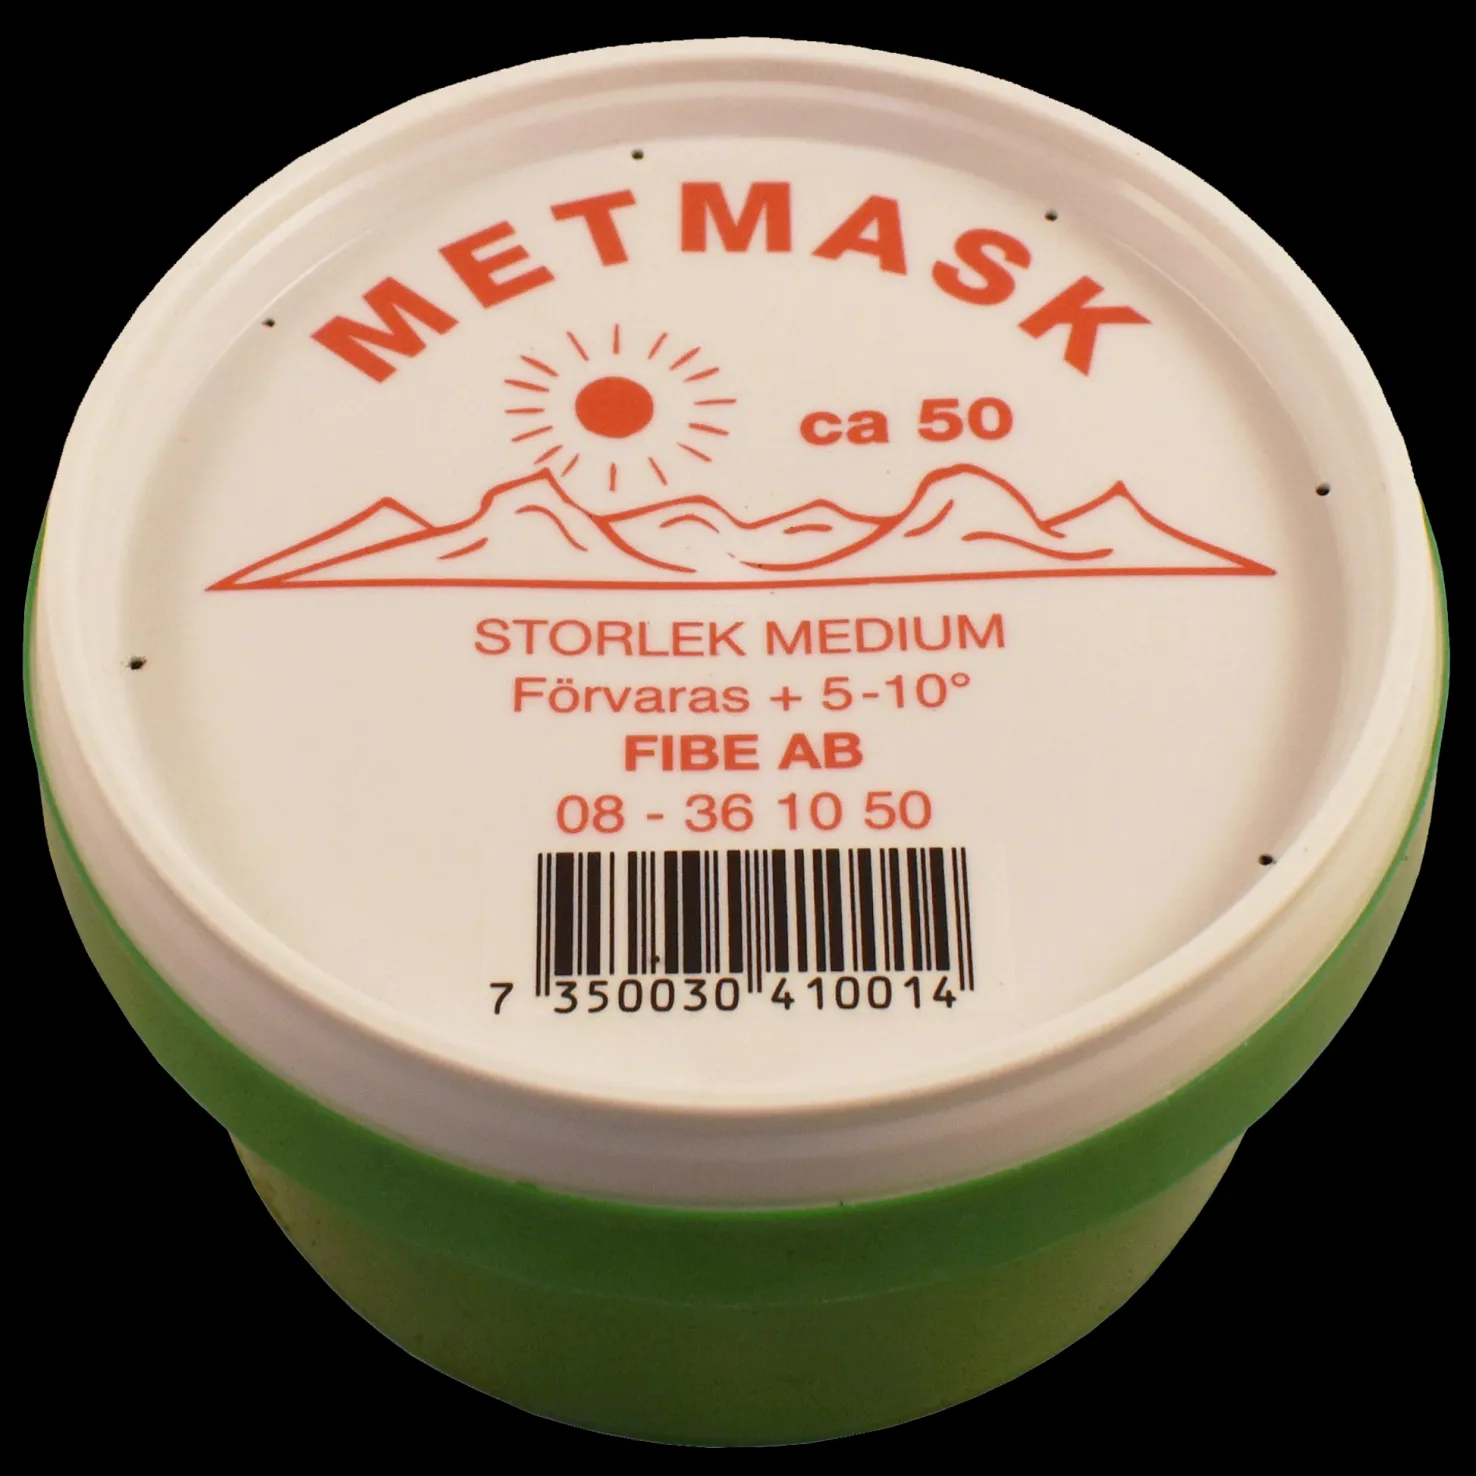 METMASK
ca 50
STORLEK MEDIUM
Förvaras + 5-10°
FIBE AB
08 - 36 10 50
7 350030 410014